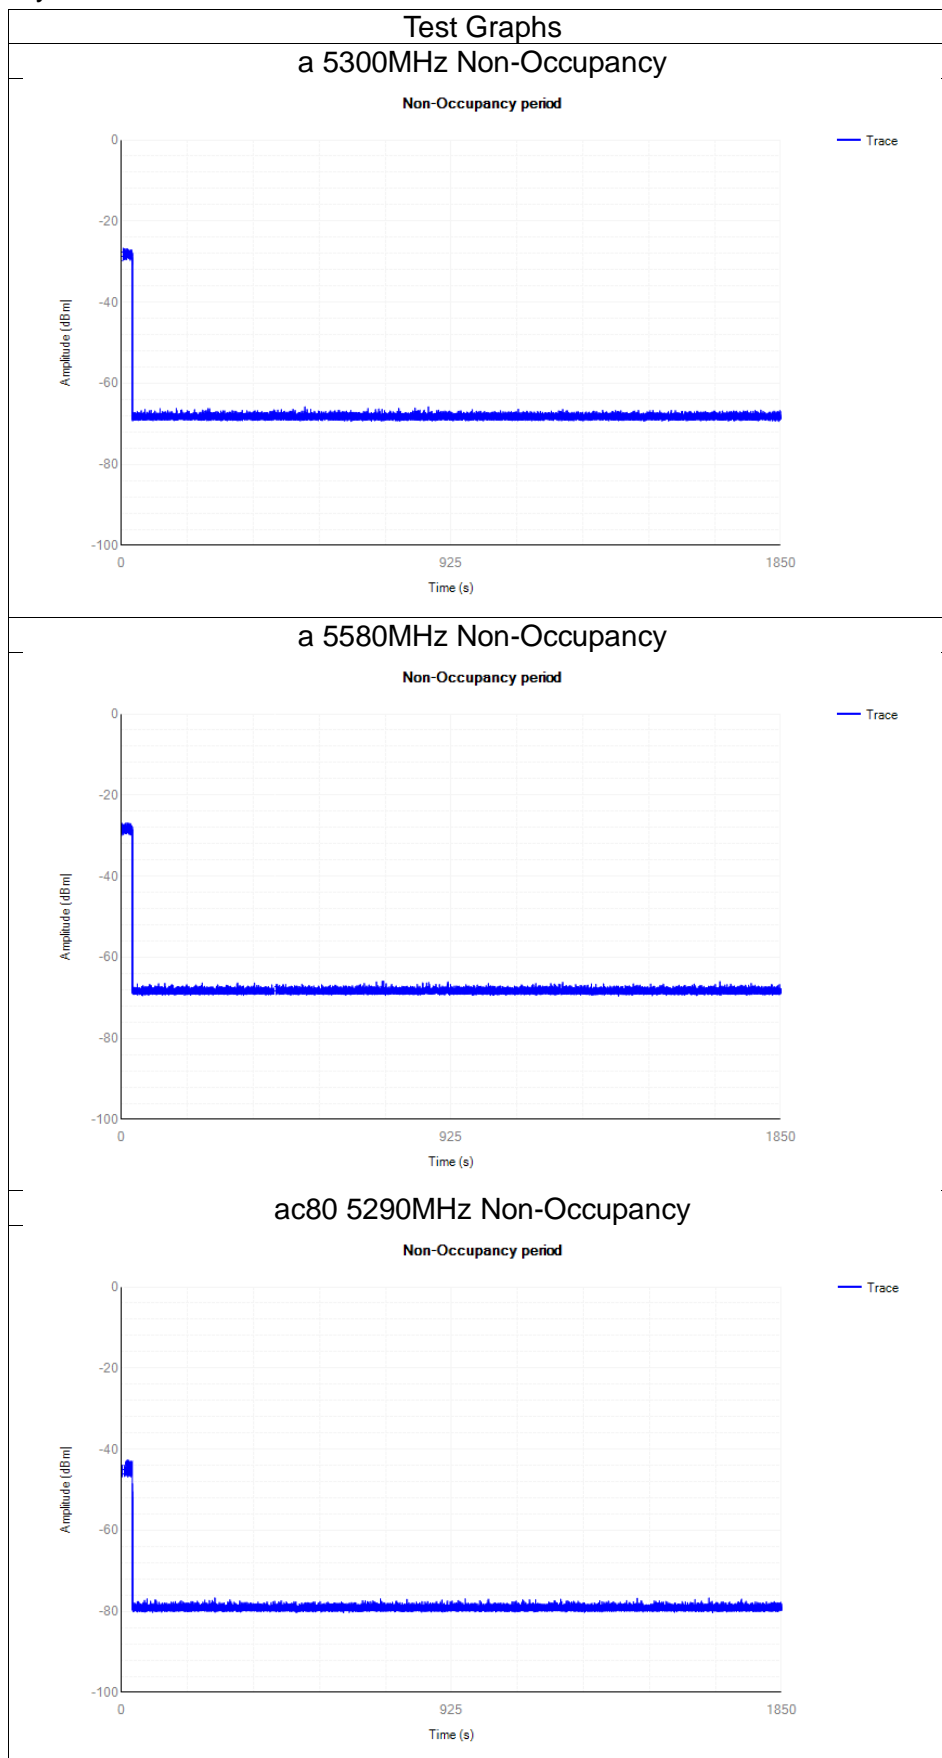 Test Graphs
a 5300MHz Non-Occupancy
Non-Occupancy period
Trace
0
-20
-40
-60
-80
-100
Amplitude [dBm]
0 925 1850
Time (s)
a 5580MHz Non-Occupancy
Non-Occupancy period
Trace
0
-20
-40
-60
-80
-100
Amplitude [dBm]
0 925 1850
Time (s)
ac80 5290MHz Non-Occupancy
Non-Occupancy period
Trace
0
-20
-40
-60
-80
-100
Amplitude [dBm]
0 925 1850
Time (s)